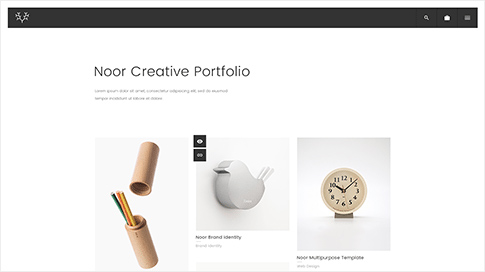 Noor Creative Portfolio
Lorem ipsum dolor sit amet, consectetur adipiscing elit, sed do eiusmod
tempor incididunt ut labore et dolore.
Noor Brand Identity
Brand Identity
Noor Multipurpose Template
Web Design